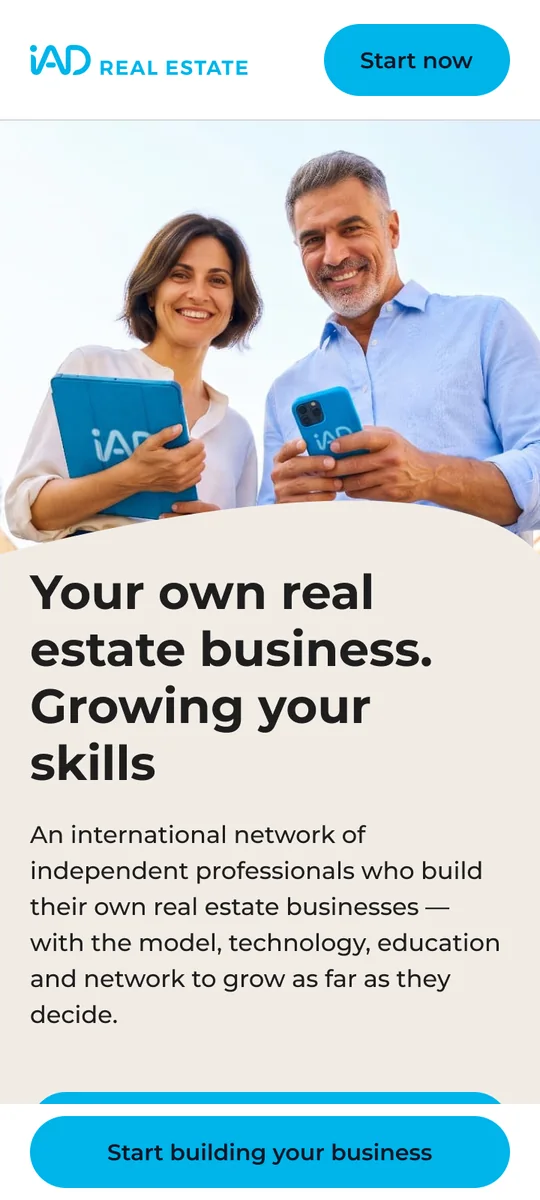 iAD REAL ESTATE
Start now
iAD
iAD
Your own real
estate business.
Growing your
skills
An international network of
independent professionals who build
their own real estate businesses —
with the model, technology, education
and network to grow as far as they
decide.
Start building your business